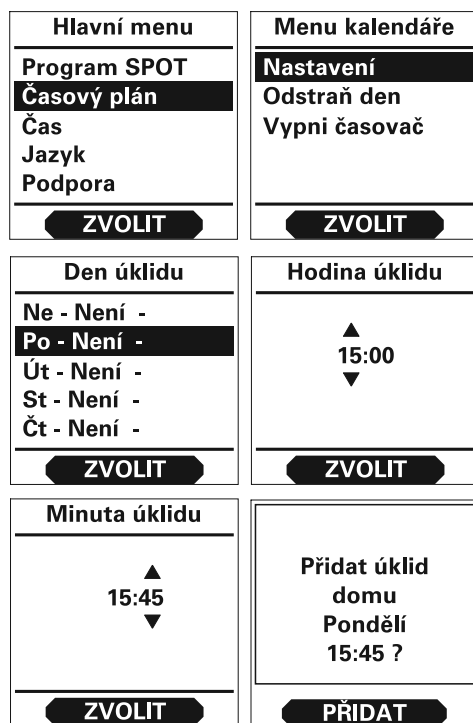 Hlavní menu
Program SPOT
Časový plán
Čas
Jazyk
Podpora
ZVOLIT
Menu kalendáře
Nastavení
Odstraň den
Vypni časovač
ZVOLIT
Den úklidu
Ne - Není -
Po - Není -
Út - Není -
St - Není -
Čt - Není -
ZVOLIT
Hodina úklidu
15:00
ZVOLIT
Minuta úklidu
15:45
ZVOLIT
Přidat úklid
domu
Pondělí
15:45 ?
PŘIDAT